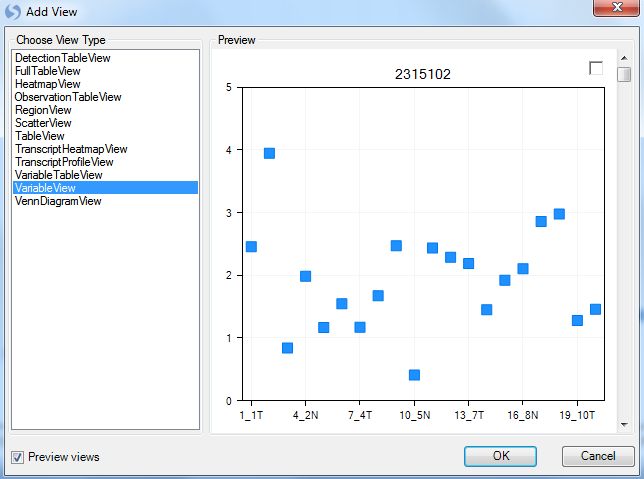 Add View
Choose View Type
DetectionTableView
FullTableView
HeatmapView
ObservationTableView
RegionView
ScatterView
TableView
TranscriptHeatmapView
TranscriptProfileView
VariableTableView
VariableView
VennDiagramView
Preview
2315102
5
4
3
2
1
0
1_1T 4_2N 7_4T 10_5N 13_7T 16_8N 19_10T
Preview views
OK
Cancel